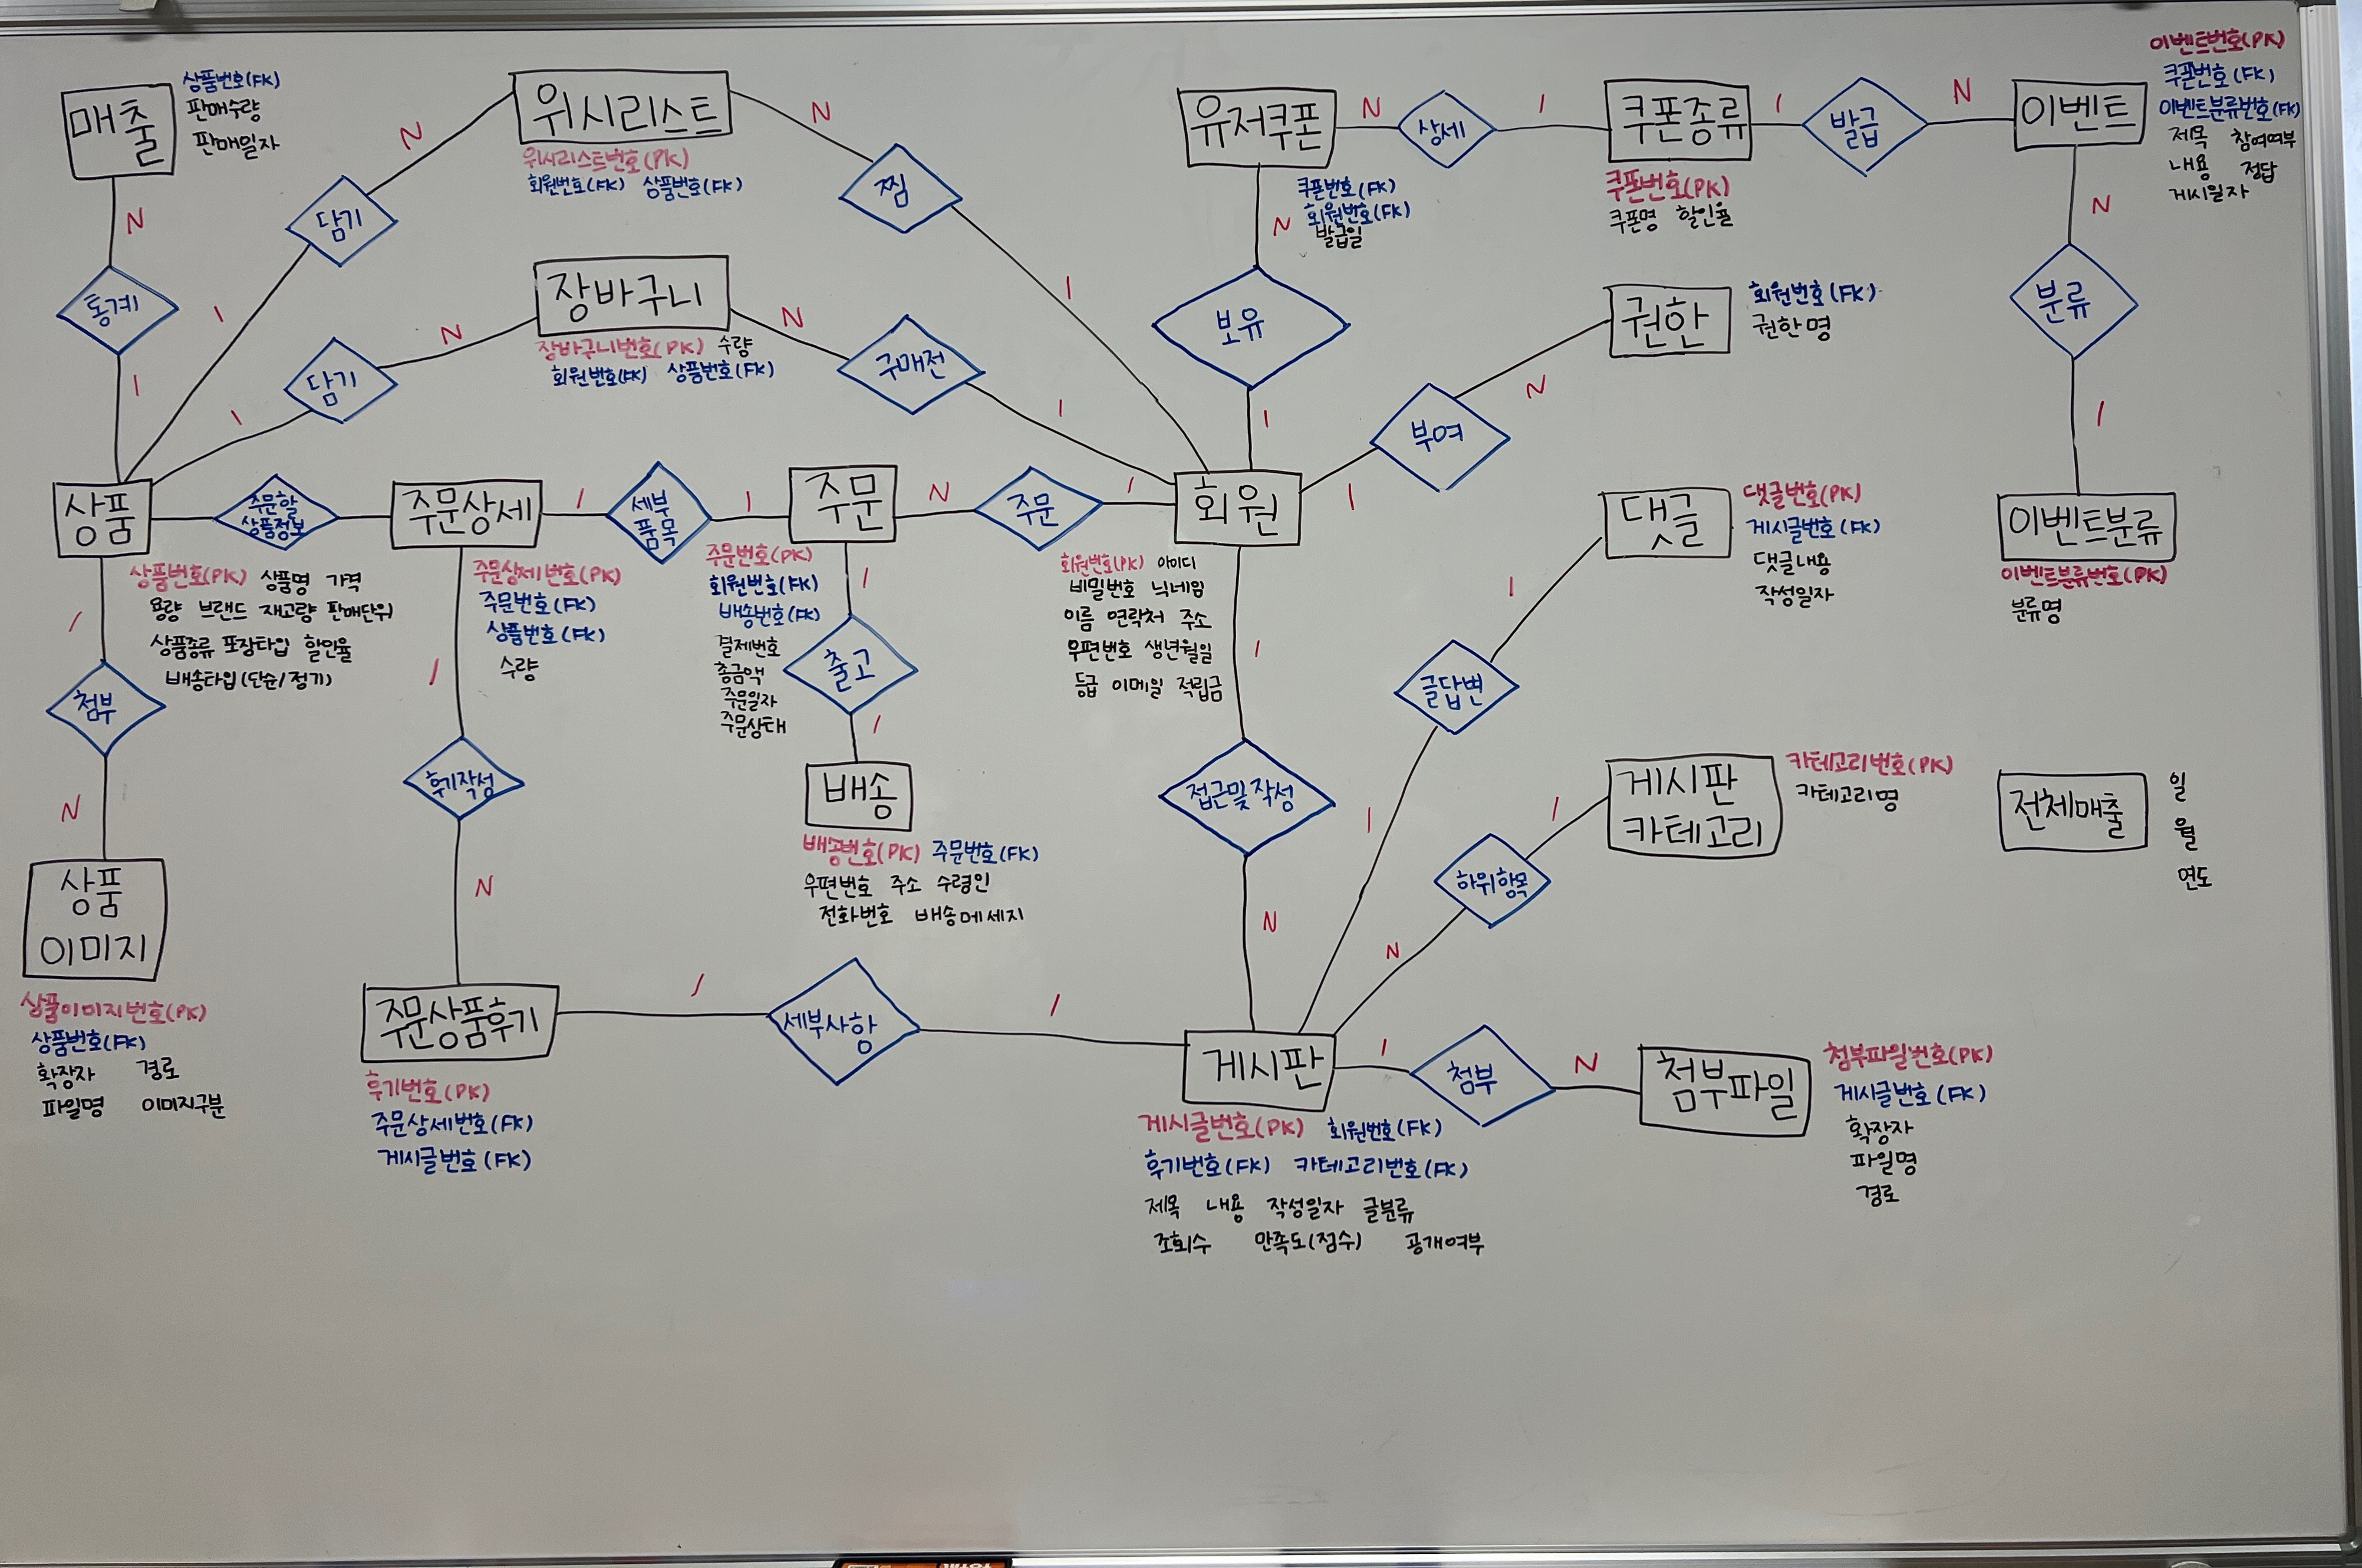 매출
상품번호(FK)
판매수량
판매일자
N
통계
1
위시리스트
위시리스트번호(PK)
회원번호(FK) 상품번호(FK)
N
담기
1
N
찜
1
장바구니
장바구니번호(PK) 수량
회원번호(FK) 상품번호(FK)
N
담기
1
N
구매전
1
유저쿠폰
쿠폰번호(FK)
회원번호(FK)
발급일
N
상세
1
쿠폰종류
쿠폰번호(PK)
쿠폰명 할인율
1
발급
N
이벤트
이벤트번호(PK)
쿠폰번호(FK)
이벤트분류번호(FK)
제목 참여여부
내용 정답
게시일자
N
분류
1
이벤트분류
이벤트분류번호(PK)
분류명
N
보유
1
권한
회원번호(FK)
권한명
N
부여
1
상품
상품번호(PK) 상품명 가격
용량 브랜드 재고량 판매단위
상품종류 포장타입 할인율
배송타입(단순/정기)
주문할
상품정보
주문상세
주문상세번호(PK)
주문번호(FK)
상품번호(FK)
수량
1
세부
품목
1
주문
주문번호(PK)
회원번호(FK)
배송번호(FK)
결제번호
총금액
주문일자
주문상태
N
주문
1
회원
회원번호(PK) 아이디
비밀번호 닉네임
이름 연락처 주소
우편번호 생년월일
등급 이메일 적립금
댓글
댓글번호(PK)
게시글번호(FK)
댓글내용
작성일자
1
글답변
1
1
첨부
N
상품
이미지
상품이미지번호(PK)
상품번호(FK)
확장자 경로
파일명 이미지구분
1
후기작성
N
주문상품후기
후기번호(PK)
주문상세번호(FK)
게시글번호(FK)
1
출고
1
배송
배송번호(PK) 주문번호(FK)
우편번호 주소 수령인
전화번호 배송메세지
1
접근및작성
N
게시판
카테고리
카테고리번호(PK)
카테고리명
1
하위항목
N
전체매출
일
월
연도
1
세부사항
1
게시판
게시글번호(PK) 회원번호(FK)
후기번호(FK) 카테고리번호(FK)
제목 내용 작성일자 글분류
조회수 만족도(점수) 공개여부
1
첨부
N
첨부파일
첨부파일번호(PK)
게시글번호(FK)
확장자
파일명
경로